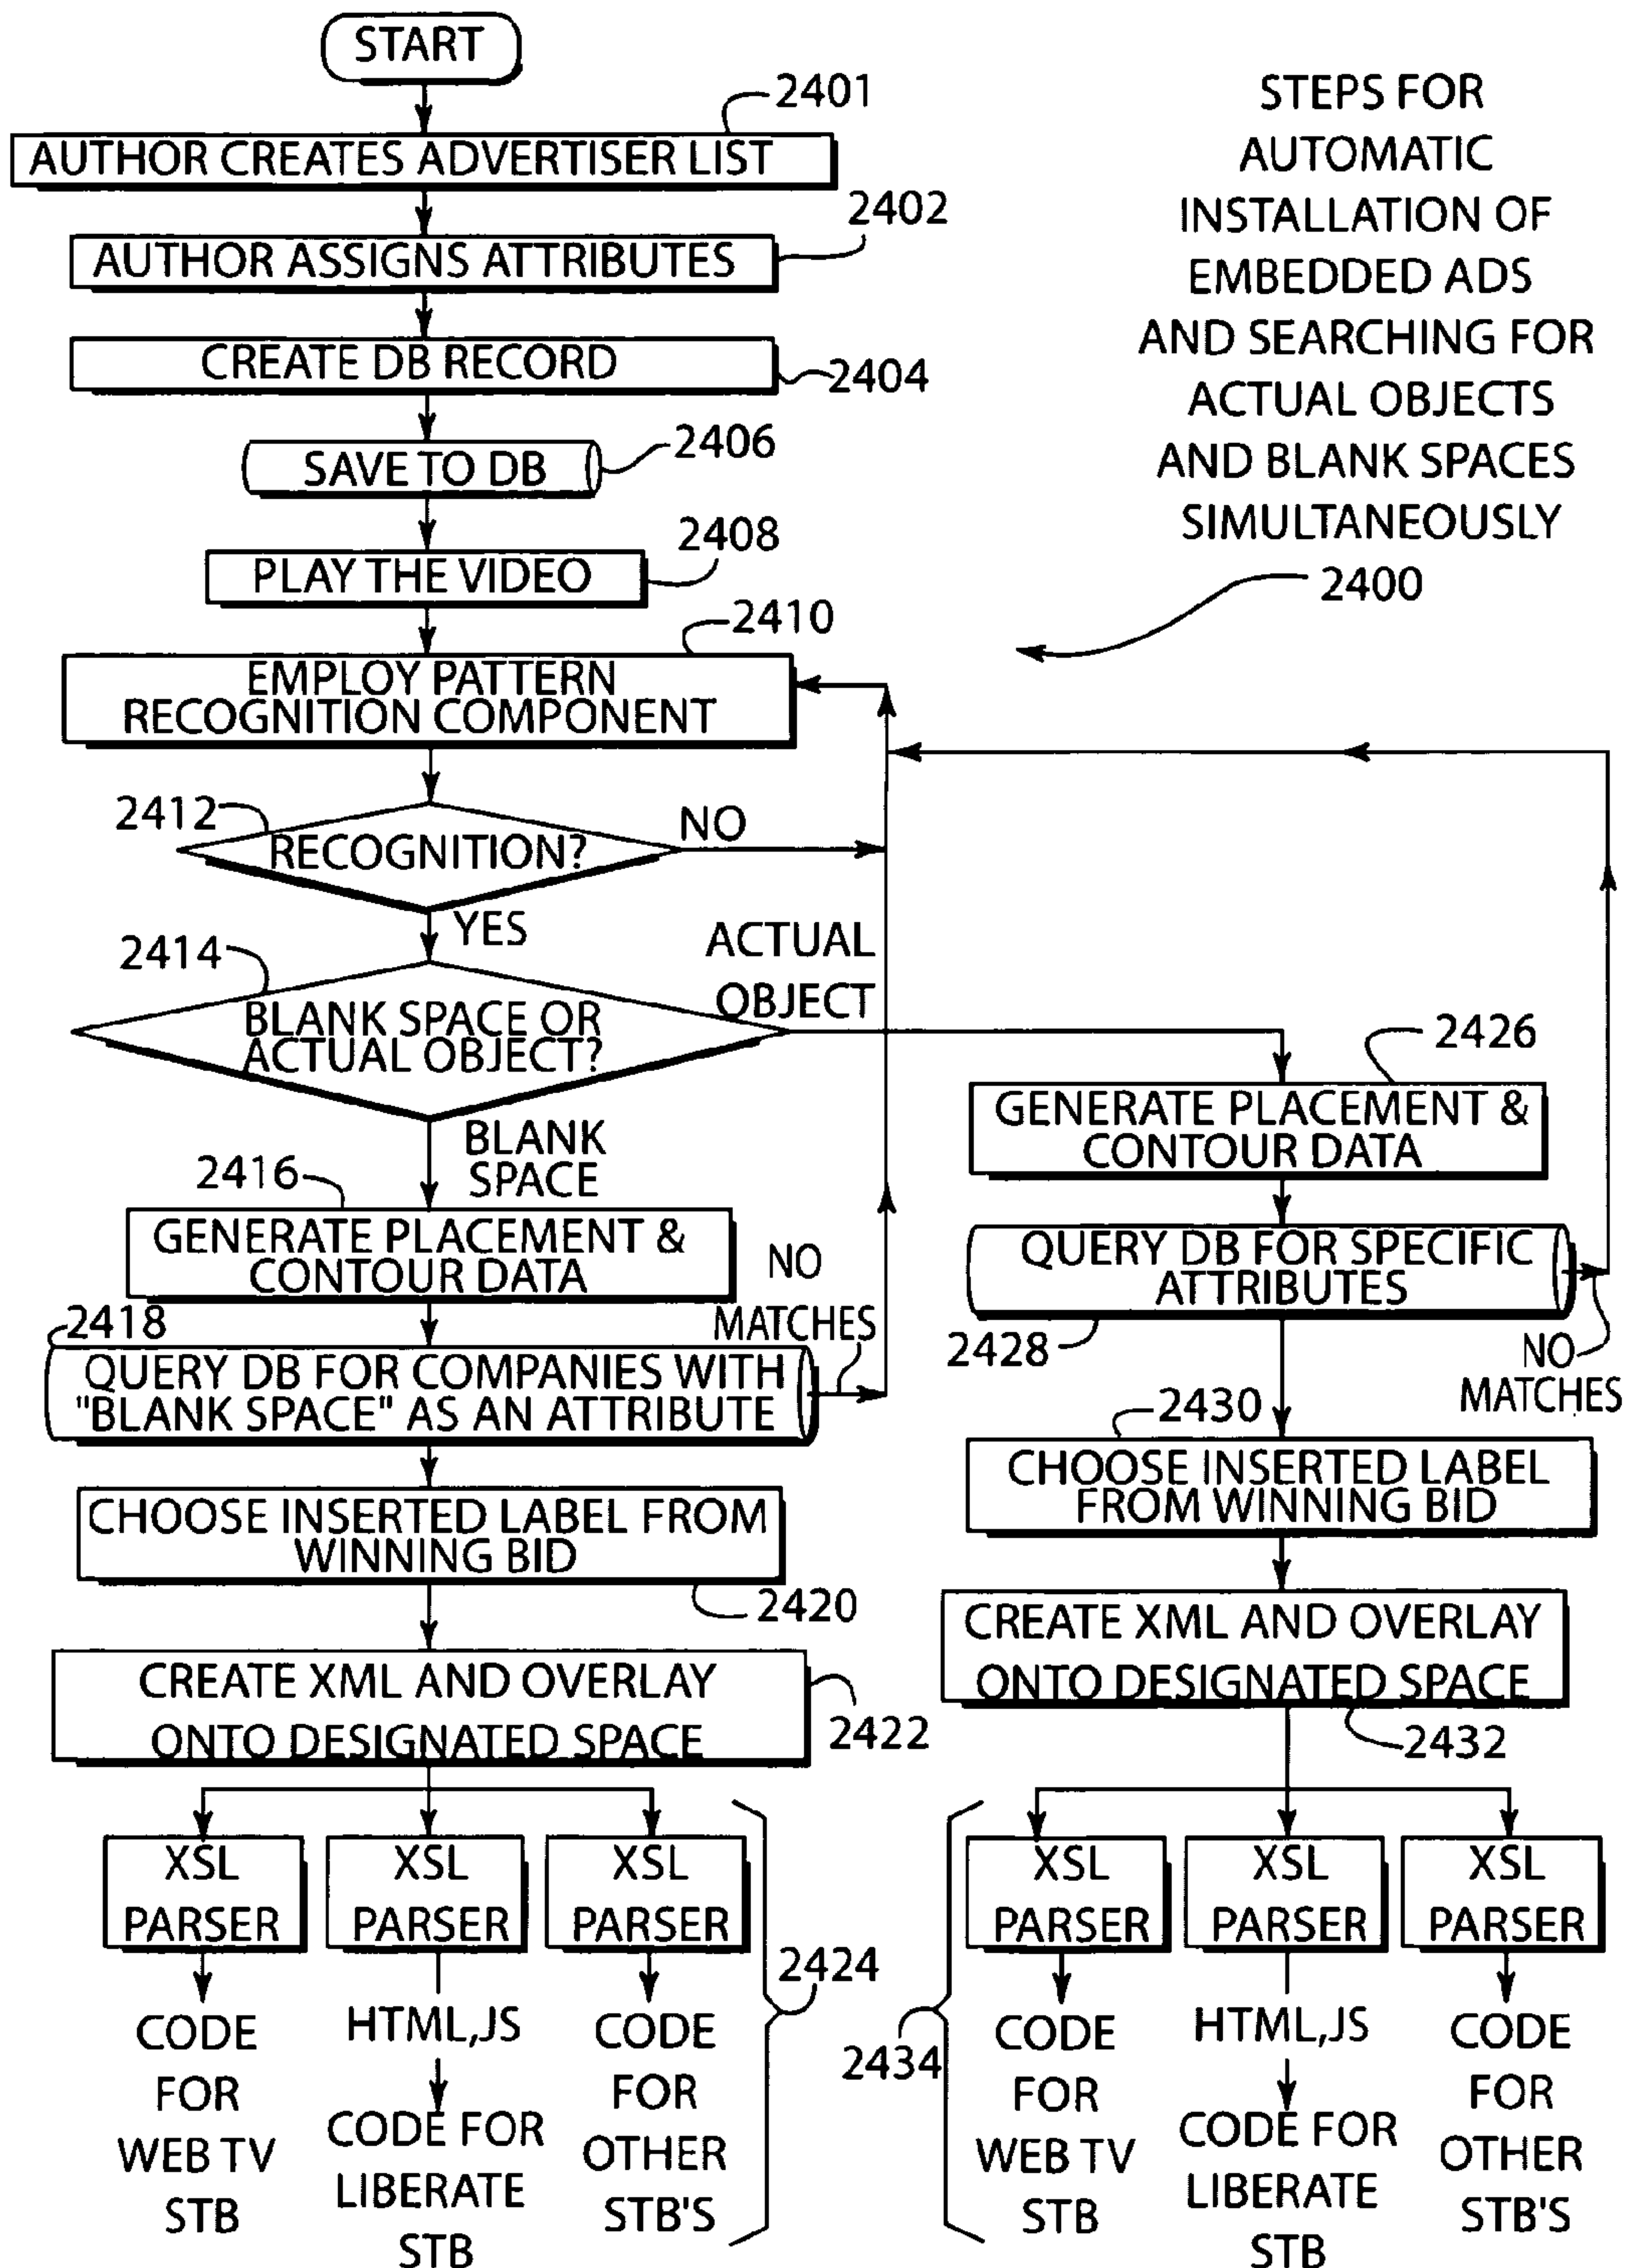 START
2401
AUTHOR CREATES ADVERTISER LIST
2402
AUTHOR ASSIGNS ATTRIBUTES
CREATE DB RECORD
2404
SAVE TO DB
2406
PLAY THE VIDEO
2408
STEPS FOR
AUTOMATIC
INSTALLATION OF
EMBEDDED ADS
AND SEARCHING FOR
ACTUAL OBJECTS
AND BLANK SPACES
SIMULTANEOUSLY
2400
2410
EMPLOY PATTERN
RECOGNITION COMPONENT
2412
RECOGNITION?
NO
YES
2414
BLANK SPACE OR
ACTUAL OBJECT?
ACTUAL
OBJECT
BLANK
SPACE
2416
GENERATE PLACEMENT &
CONTOUR DATA
NO
MATCHES
2418
QUERY DB FOR COMPANIES WITH
"BLANK SPACE" AS AN ATTRIBUTE
CHOOSE INSERTED LABEL FROM
WINNING BID
2420
CREATE XML AND OVERLAY
ONTO DESIGNATED SPACE
2422
XSL
PARSER
XSL
PARSER
XSL
PARSER
CODE
FOR
WEB TV
STB
HTML,JS
CODE FOR
LIBERATE
STB
CODE
FOR
OTHER
STB'S
2424
2426
GENERATE PLACEMENT &
CONTOUR DATA
QUERY DB FOR SPECIFIC
ATTRIBUTES
2428
NO
MATCHES
2430
CHOOSE INSERTED LABEL
FROM WINNING BID
CREATE XML AND OVERLAY
ONTO DESIGNATED SPACE
2432
2434
XSL
PARSER
XSL
PARSER
XSL
PARSER
CODE
FOR
WEB TV
STB
HTML,JS
CODE FOR
LIBERATE
STB
CODE
FOR
OTHER
STB'S